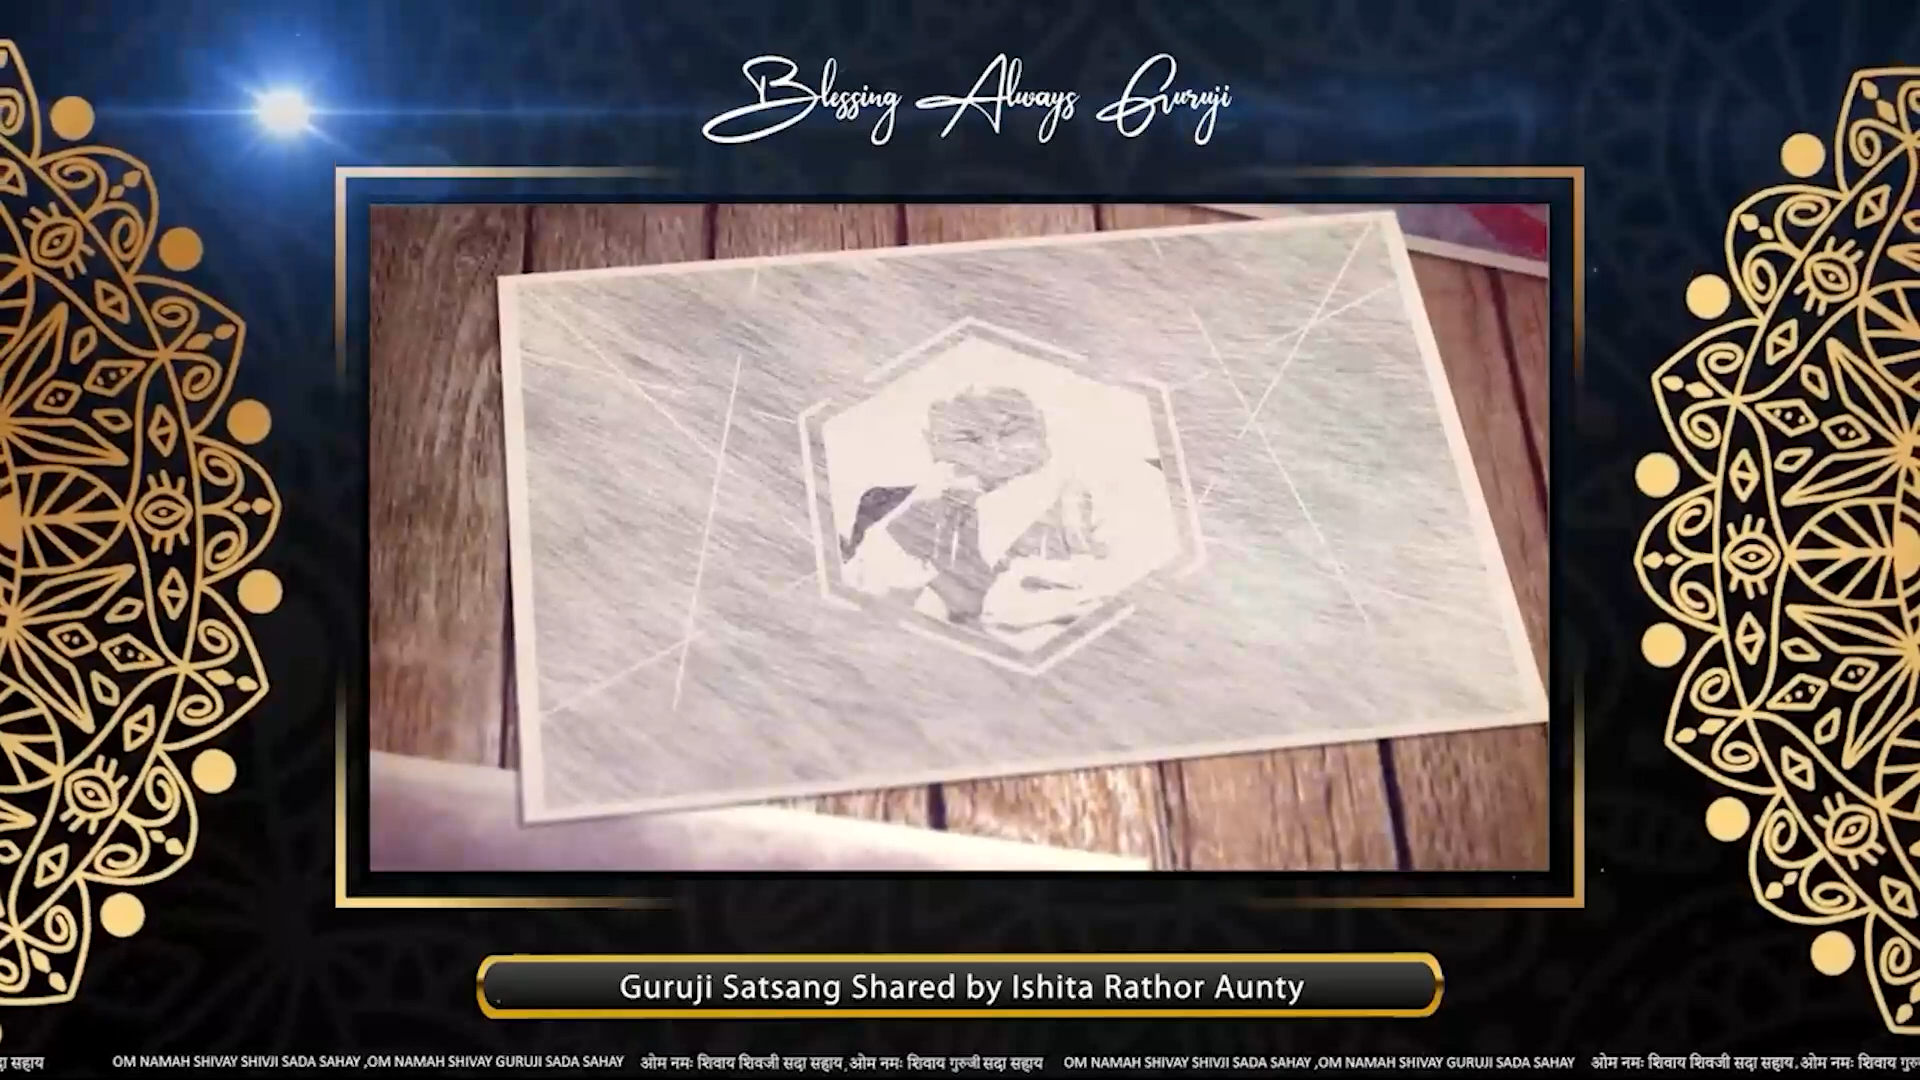 Blessing Always Guruji
Guruji Satsang Shared by Ishita Rathor Aunty
सहाय OM NAMAH SHIVAY SHIVJI SADA SAHAY ,OM NAMAH SHIVAY GURUJI SADA SAHAY ओम नमः शिवाय शिवजी सदा सहाय, ओम नमः शिवाय गुरुजी सदा सहाय OM NAMAH SHIVAY SHIVJI SADA SAHAY ,OM NAMAH SHIVAY GURUJI SADA SAHAY ओम नमः शिवाय शिवजी सदा सहाय, ओम नमः शिवाय